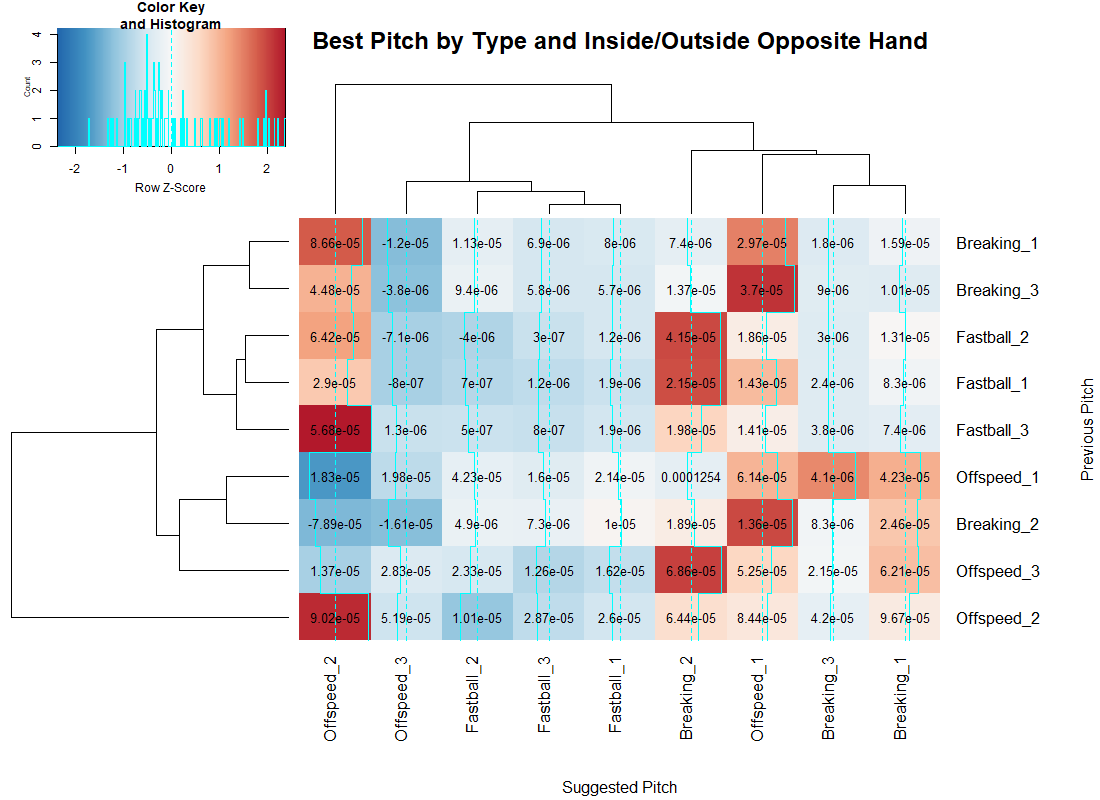 Color Key
and Histogram
Best Pitch by Type and Inside/Outside Opposite Hand
Count
0 1 2 3 4
-2 -1 0 1 2
Row Z-Score
8.66e-05 -1.2e-05 1.13e-05 6.9e-06 8e-06 7.4e-06 2.97e-05 1.8e-06 1.59e-05 Breaking_1
4.48e-05 -3.8e-06 9.4e-06 5.8e-06 5.7e-06 1.37e-05 3.7e-05 9e-06 1.01e-05 Breaking_3
6.42e-05 -7.1e-06 -4e-06 3e-07 1.2e-06 4.15e-05 1.86e-05 3e-06 1.31e-05 Fastball_2
2.9e-05 -8e-07 7e-07 1.2e-06 1.9e-06 2.15e-05 1.43e-05 2.4e-06 8.3e-06 Fastball_1
5.68e-05 1.3e-06 5e-07 8e-07 1.9e-06 1.98e-05 1.41e-05 3.8e-06 7.4e-06 Fastball_3
1.83e-05 1.98e-05 4.23e-05 1.6e-05 2.14e-05 0.0001254 6.14e-05 4.1e-06 4.23e-05 Offspeed_1
-7.89e-05 -1.61e-05 4.9e-06 7.3e-06 1e-05 1.89e-05 1.36e-05 8.3e-06 2.46e-05 Breaking_2
1.37e-05 2.83e-05 2.33e-05 1.26e-05 1.62e-05 6.86e-05 5.25e-05 2.15e-05 6.21e-05 Offspeed_3
9.02e-05 5.19e-05 1.01e-05 2.87e-05 2.6e-05 6.44e-05 8.44e-05 4.2e-05 9.67e-05 Offspeed_2
Previous Pitch
Offspeed_2 Offspeed_3 Fastball_2 Fastball_3 Fastball_1 Breaking_2 Offspeed_1 Breaking_3 Breaking_1
Suggested Pitch